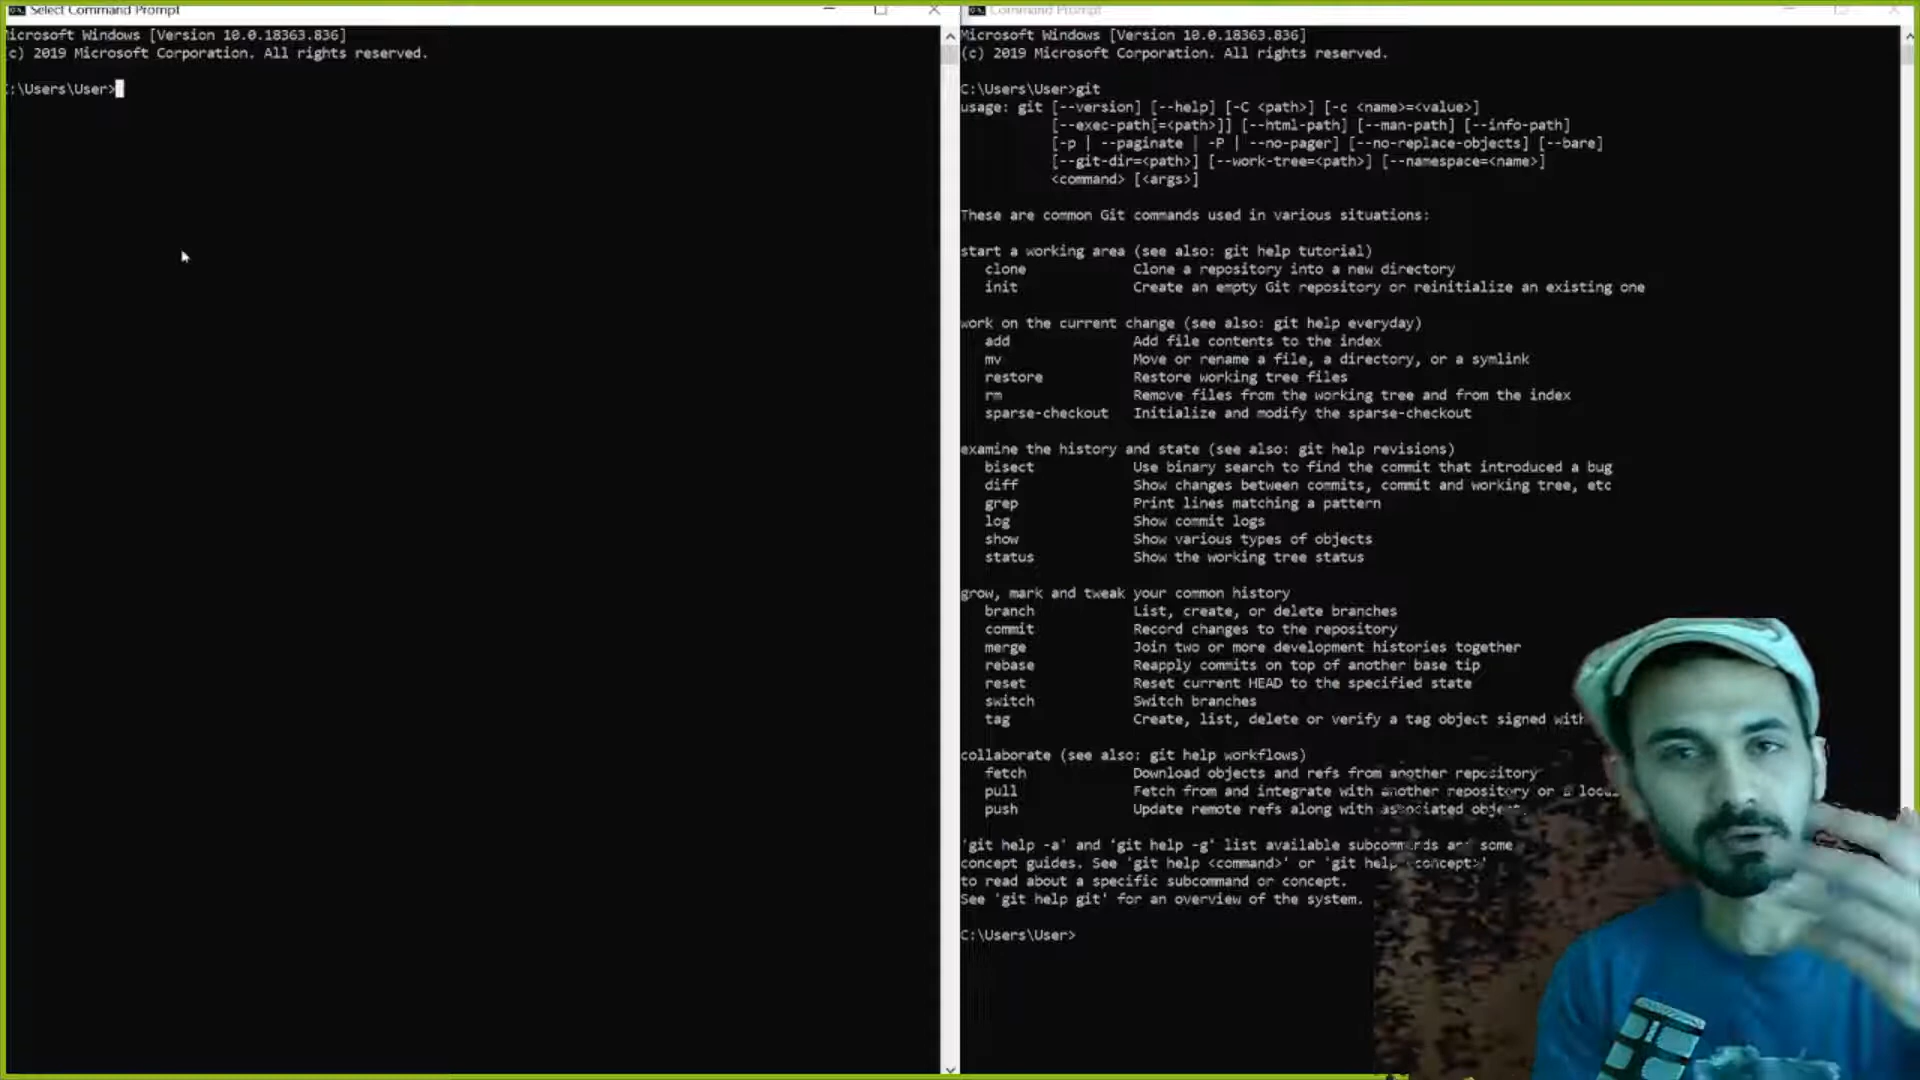 Select Command Prompt
icrosoft Windows [Version 10.0.18363.836]
c) 2019 Microsoft Corporation. All rights reserved.
:\Users\User>
Command Prompt
Microsoft Windows [Version 10.0.18363.836]
(c) 2019 Microsoft Corporation. All rights reserved.
C:\Users\User>git
usage: git [--version] [--help] [-C <path>] [-c <name>=<value>]
[--exec-path[=<path>]] [--html-path] [--man-path] [--info-path]
[-p | --paginate | -P | --no-pager] [--no-replace-objects] [--bare]
[--git-dir=<path>] [--work-tree=<path>] [--namespace=<name>]
<command> [<args>]
These are common Git commands used in various situations:
start a working area (see also: git help tutorial)
clone Clone a repository into a new directory
init Create an empty Git repository or reinitialize an existing one
work on the current change (see also: git help everyday)
add Add file contents to the index
mv Move or rename a file, a directory, or a symlink
restore Restore working tree files
rm Remove files from the working tree and from the index
sparse-checkout Initialize and modify the sparse-checkout
examine the history and state (see also: git help revisions)
bisect Use binary search to find the commit that introduced a bug
diff Show changes between commits, commit and working tree, etc
grep Print lines matching a pattern
log Show commit logs
show Show various types of objects
status Show the working tree status
grow, mark and tweak your common history
branch List, create, or delete branches
commit Record changes to the repository
merge Join two or more development histories together
rebase Reapply commits on top of another base tip
reset Reset current HEAD to the specified state
switch Switch branches
tag Create, list, delete or verify a tag object signed with
collaborate (see also: git help workflows)
fetch Download objects and refs from another repository
pull Fetch from and integrate with another repository or a loca
push Update remote refs along with associated objec
'git help -a' and 'git help -g' list available subcommands and some
concept guides. See 'git help <command>' or 'git help <concept>'
to read about a specific subcommand or concept.
See 'git help git' for an overview of the system.
C:\Users\User>